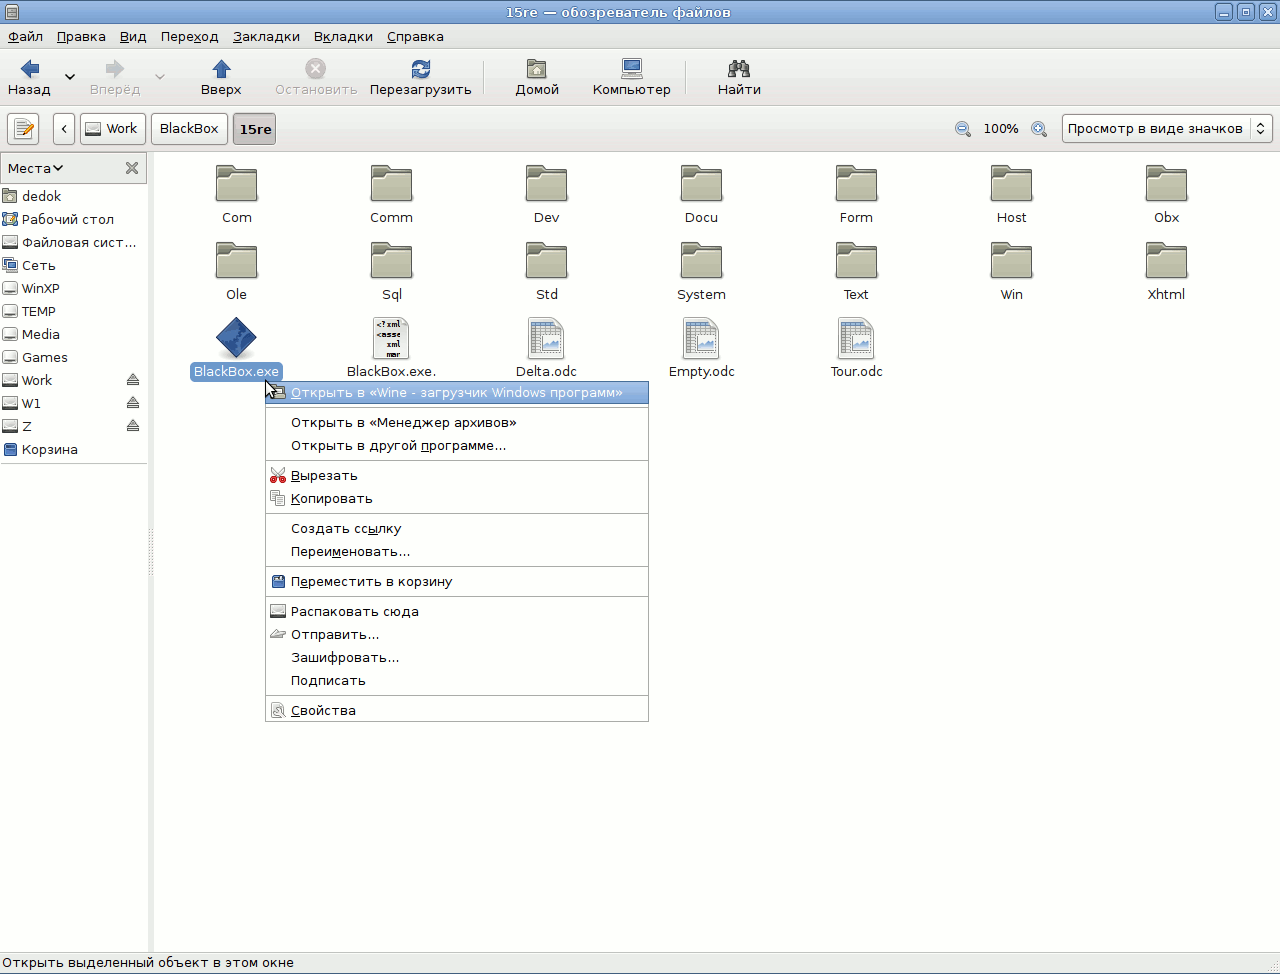 15re — обозреватель файлов
Файл Правка Вид Переход Закладки Вкладки Справка
Назад Вперёд Вверх Остановить Перезагрузить Домой Компьютер Найти
Work BlackBox 15re 100% Просмотр в виде значков
Места
dedok
Рабочий стол
Файловая сист...
Сеть
WinXP
TEMP
Media
Games
Work
W1
Z
Корзина
Com Comm Dev Docu Form Host Obx
Ole Sql Std System Text Win Xhtml
<?xml
<asse
xml
mar
BlackBox.exe BlackBox.exe. Delta.odc Empty.odc Tour.odc
Открыть в «Wine - загрузчик Windows программ»
Открыть в «Менеджер архивов»
Открыть в другой программе...
Вырезать
Копировать
Создать ссылку
Переименовать...
Переместить в корзину
Распаковать сюда
Отправить...
Зашифровать...
Подписать
Свойства
Открыть выделенный объект в этом окне